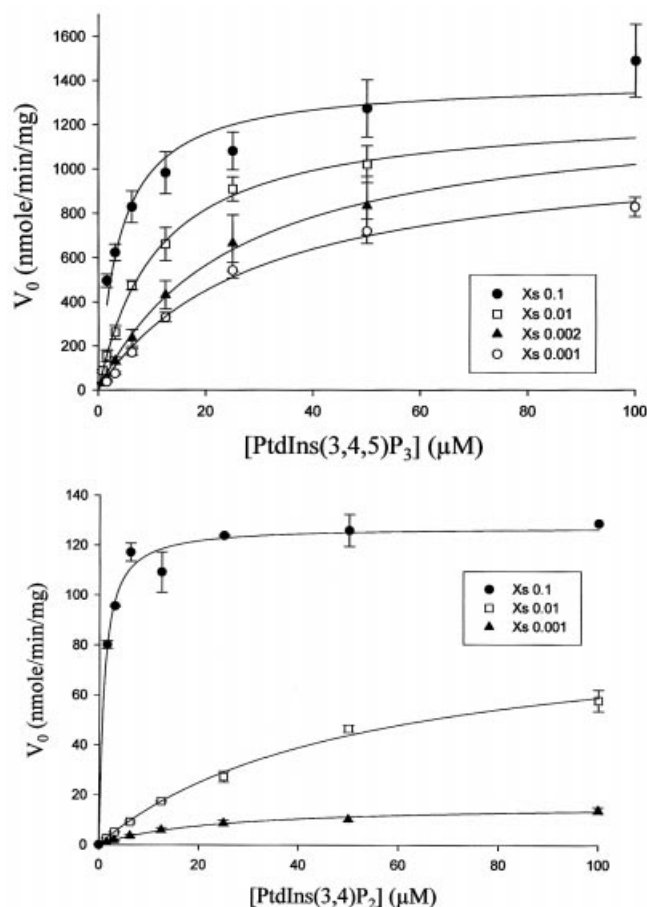 1600
1400
1200
1000
800
600
400
200
0
V₀ (nmole/min/mg)
Xs 0.1
Xs 0.01
Xs 0.002
Xs 0.001
0 20 40 60 80 100
[PtdIns(3,4,5)P₃] (µM)
140
120
100
80
60
40
20
0
V₀ (nmole/min/mg)
Xs 0.1
Xs 0.01
Xs 0.001
0 20 40 60 80 100
[PtdIns(3,4)P₂] (µM)